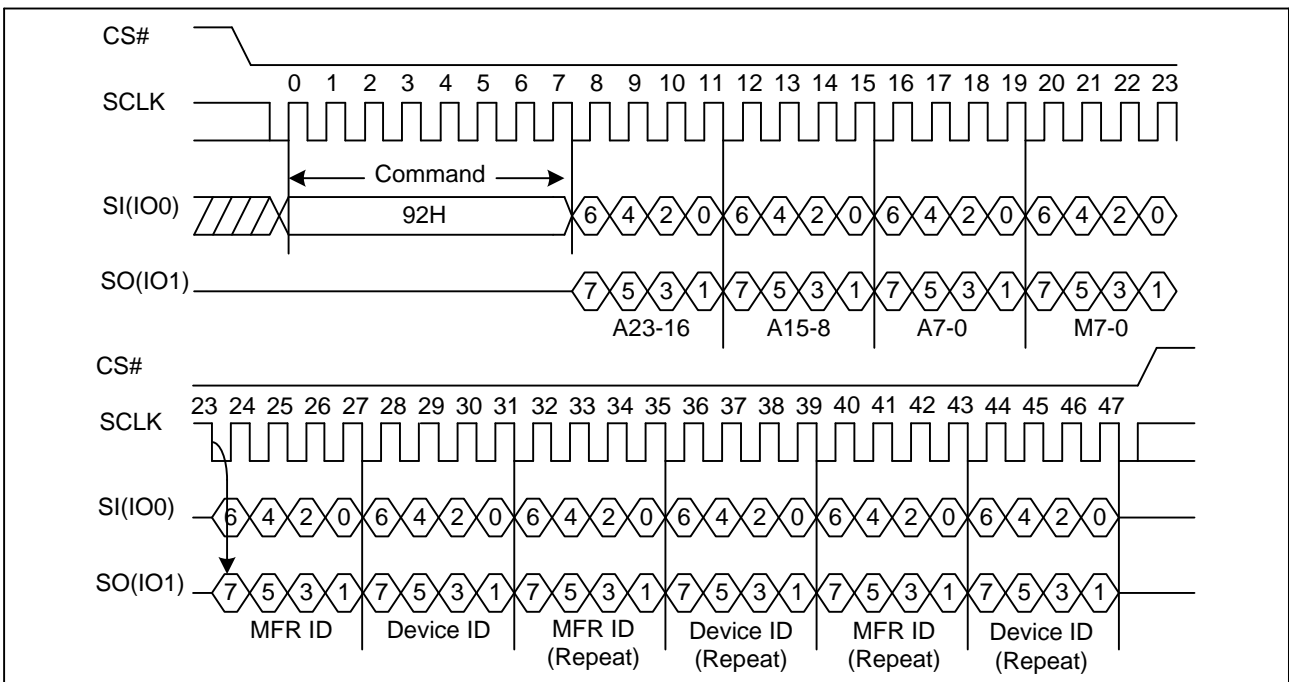 CS#
0 1 2 3 4 5 6 7 8 9 10 11 12 13 14 15 16 17 18 19 20 21 22 23
SCLK
Command
SI(IO0) 92H 6 4 2 0 6 4 2 0 6 4 2 0 6 4 2 0
SO(IO1) 7 5 3 1 7 5 3 1 7 5 3 1 7 5 3 1
A23-16 A15-8 A7-0 M7-0
CS#
23 24 25 26 27 28 29 30 31 32 33 34 35 36 37 38 39 40 41 42 43 44 45 46 47
SCLK
SI(IO0) 6 4 2 0 6 4 2 0 6 4 2 0 6 4 2 0 6 4 2 0 6 4 2 0
SO(IO1) 7 5 3 1 7 5 3 1 7 5 3 1 7 5 3 1 7 5 3 1 7 5 3 1
MFR ID Device ID MFR ID Device ID MFR ID Device ID
(Repeat) (Repeat) (Repeat) (Repeat)